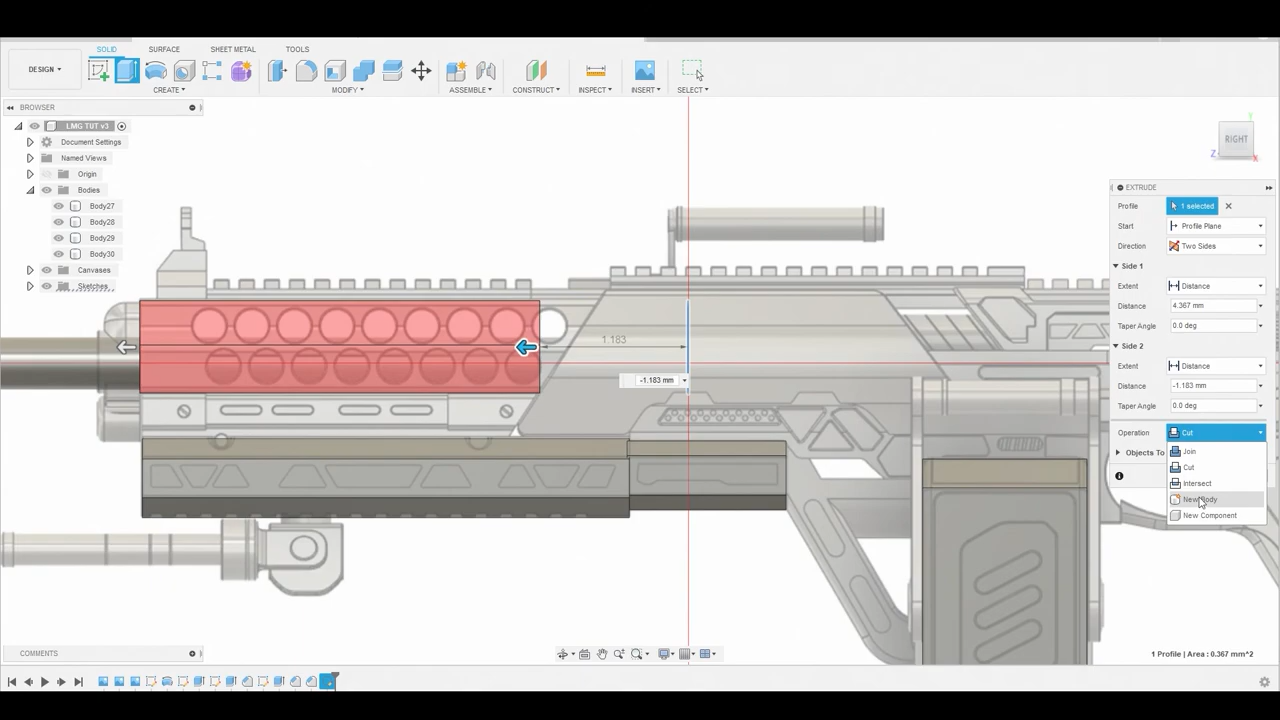 SOLID SURFACE SHEET METAL TOOLS
DESIGN
CREATE MODIFY ASSEMBLE CONSTRUCT INSPECT INSERT SELECT
BROWSER
LMG TUT v3
Document Settings
Named Views
Origin
Bodies
Body27
Body28
Body29
Body30
Canvases
Sketches
1.183
-1.183 mm
RIGHT
Y
Z
X
EXTRUDE
Profile 1 selected
Start Profile Plane
Direction Two Sides
Side 1
Extent Distance
Distance 4.367 mm
Taper Angle 0.0 deg
Side 2
Extent Distance
Distance -1.183 mm
Taper Angle 0.0 deg
Operation Cut
Join
Objects To
Cut
Intersect
New Body
New Component
COMMENTS
1 Profile | Area : 0.367 mm^2